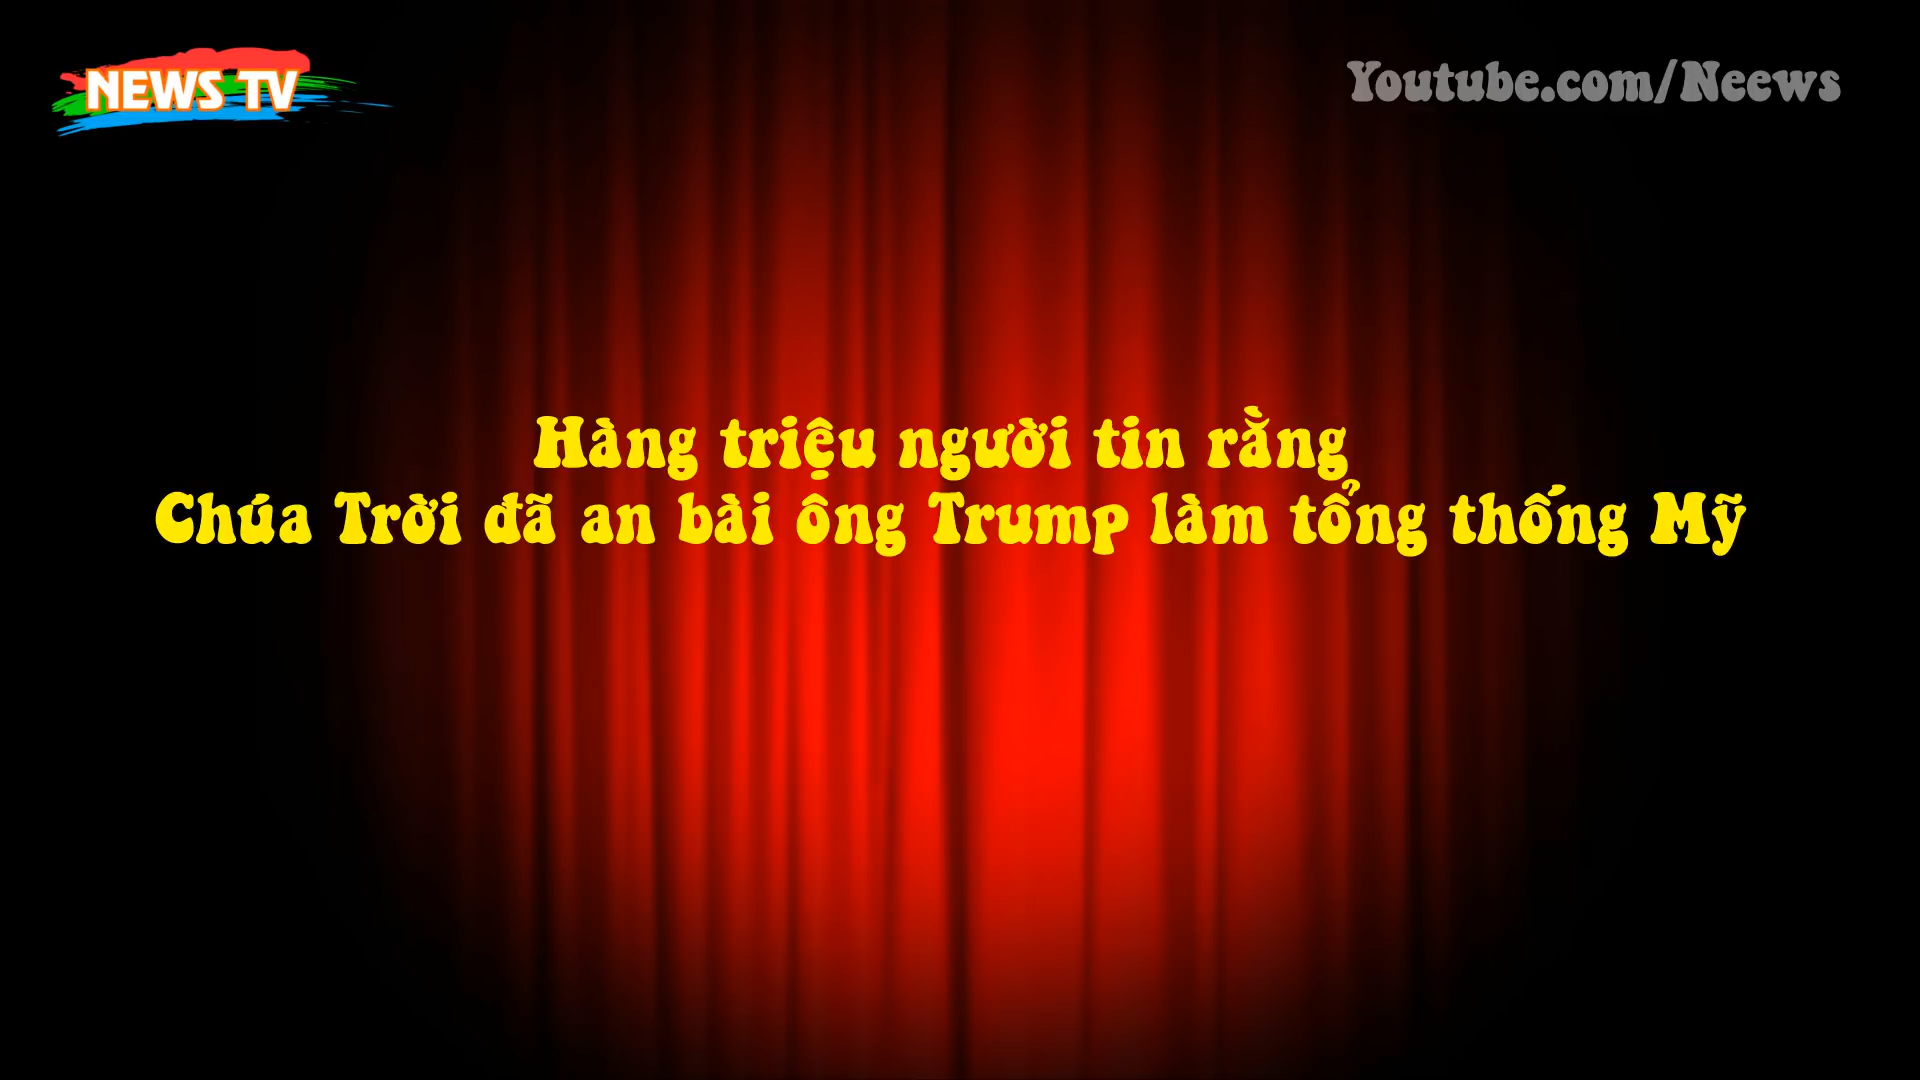 NEWS TV
Youtube.com/Neews
Hàng triệu người tin rằng
Chúa Trời đã an bài ông Trump làm tổng thống Mỹ